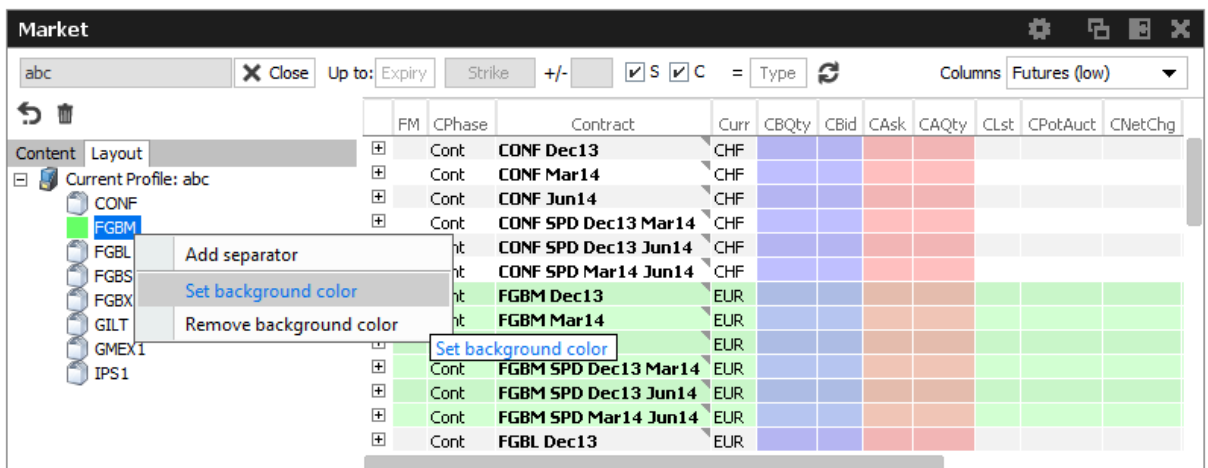 Market
abc Close Up to: Expiry Strike +/- S C = Type Columns Futures (low)
FM CPhase Contract Curr CBQty CBid CAsk CAQty CLst CPotAuct CNetChg
Content Layout
Current Profile: abc
CONF
FGBM
FGBL
FGBS
FGBX
GILT
GMEX1
IPS1
Add separator
Set background color
Remove background color
Set background color
Cont CONF Dec13 CHF
Cont CONF Mar14 CHF
Cont CONF Jun14 CHF
Cont CONF SPD Dec13 Mar14 CHF
CONF SPD Dec13 Jun14 CHF
CONF SPD Mar14 Jun14 CHF
FGBM Dec13 EUR
FGBM Mar14 EUR
EUR
Cont FGBM SPD Dec13 Mar14 EUR
Cont FGBM SPD Dec13 Jun14 EUR
Cont FGBM SPD Mar14 Jun14 EUR
Cont FGBL Dec13 EUR